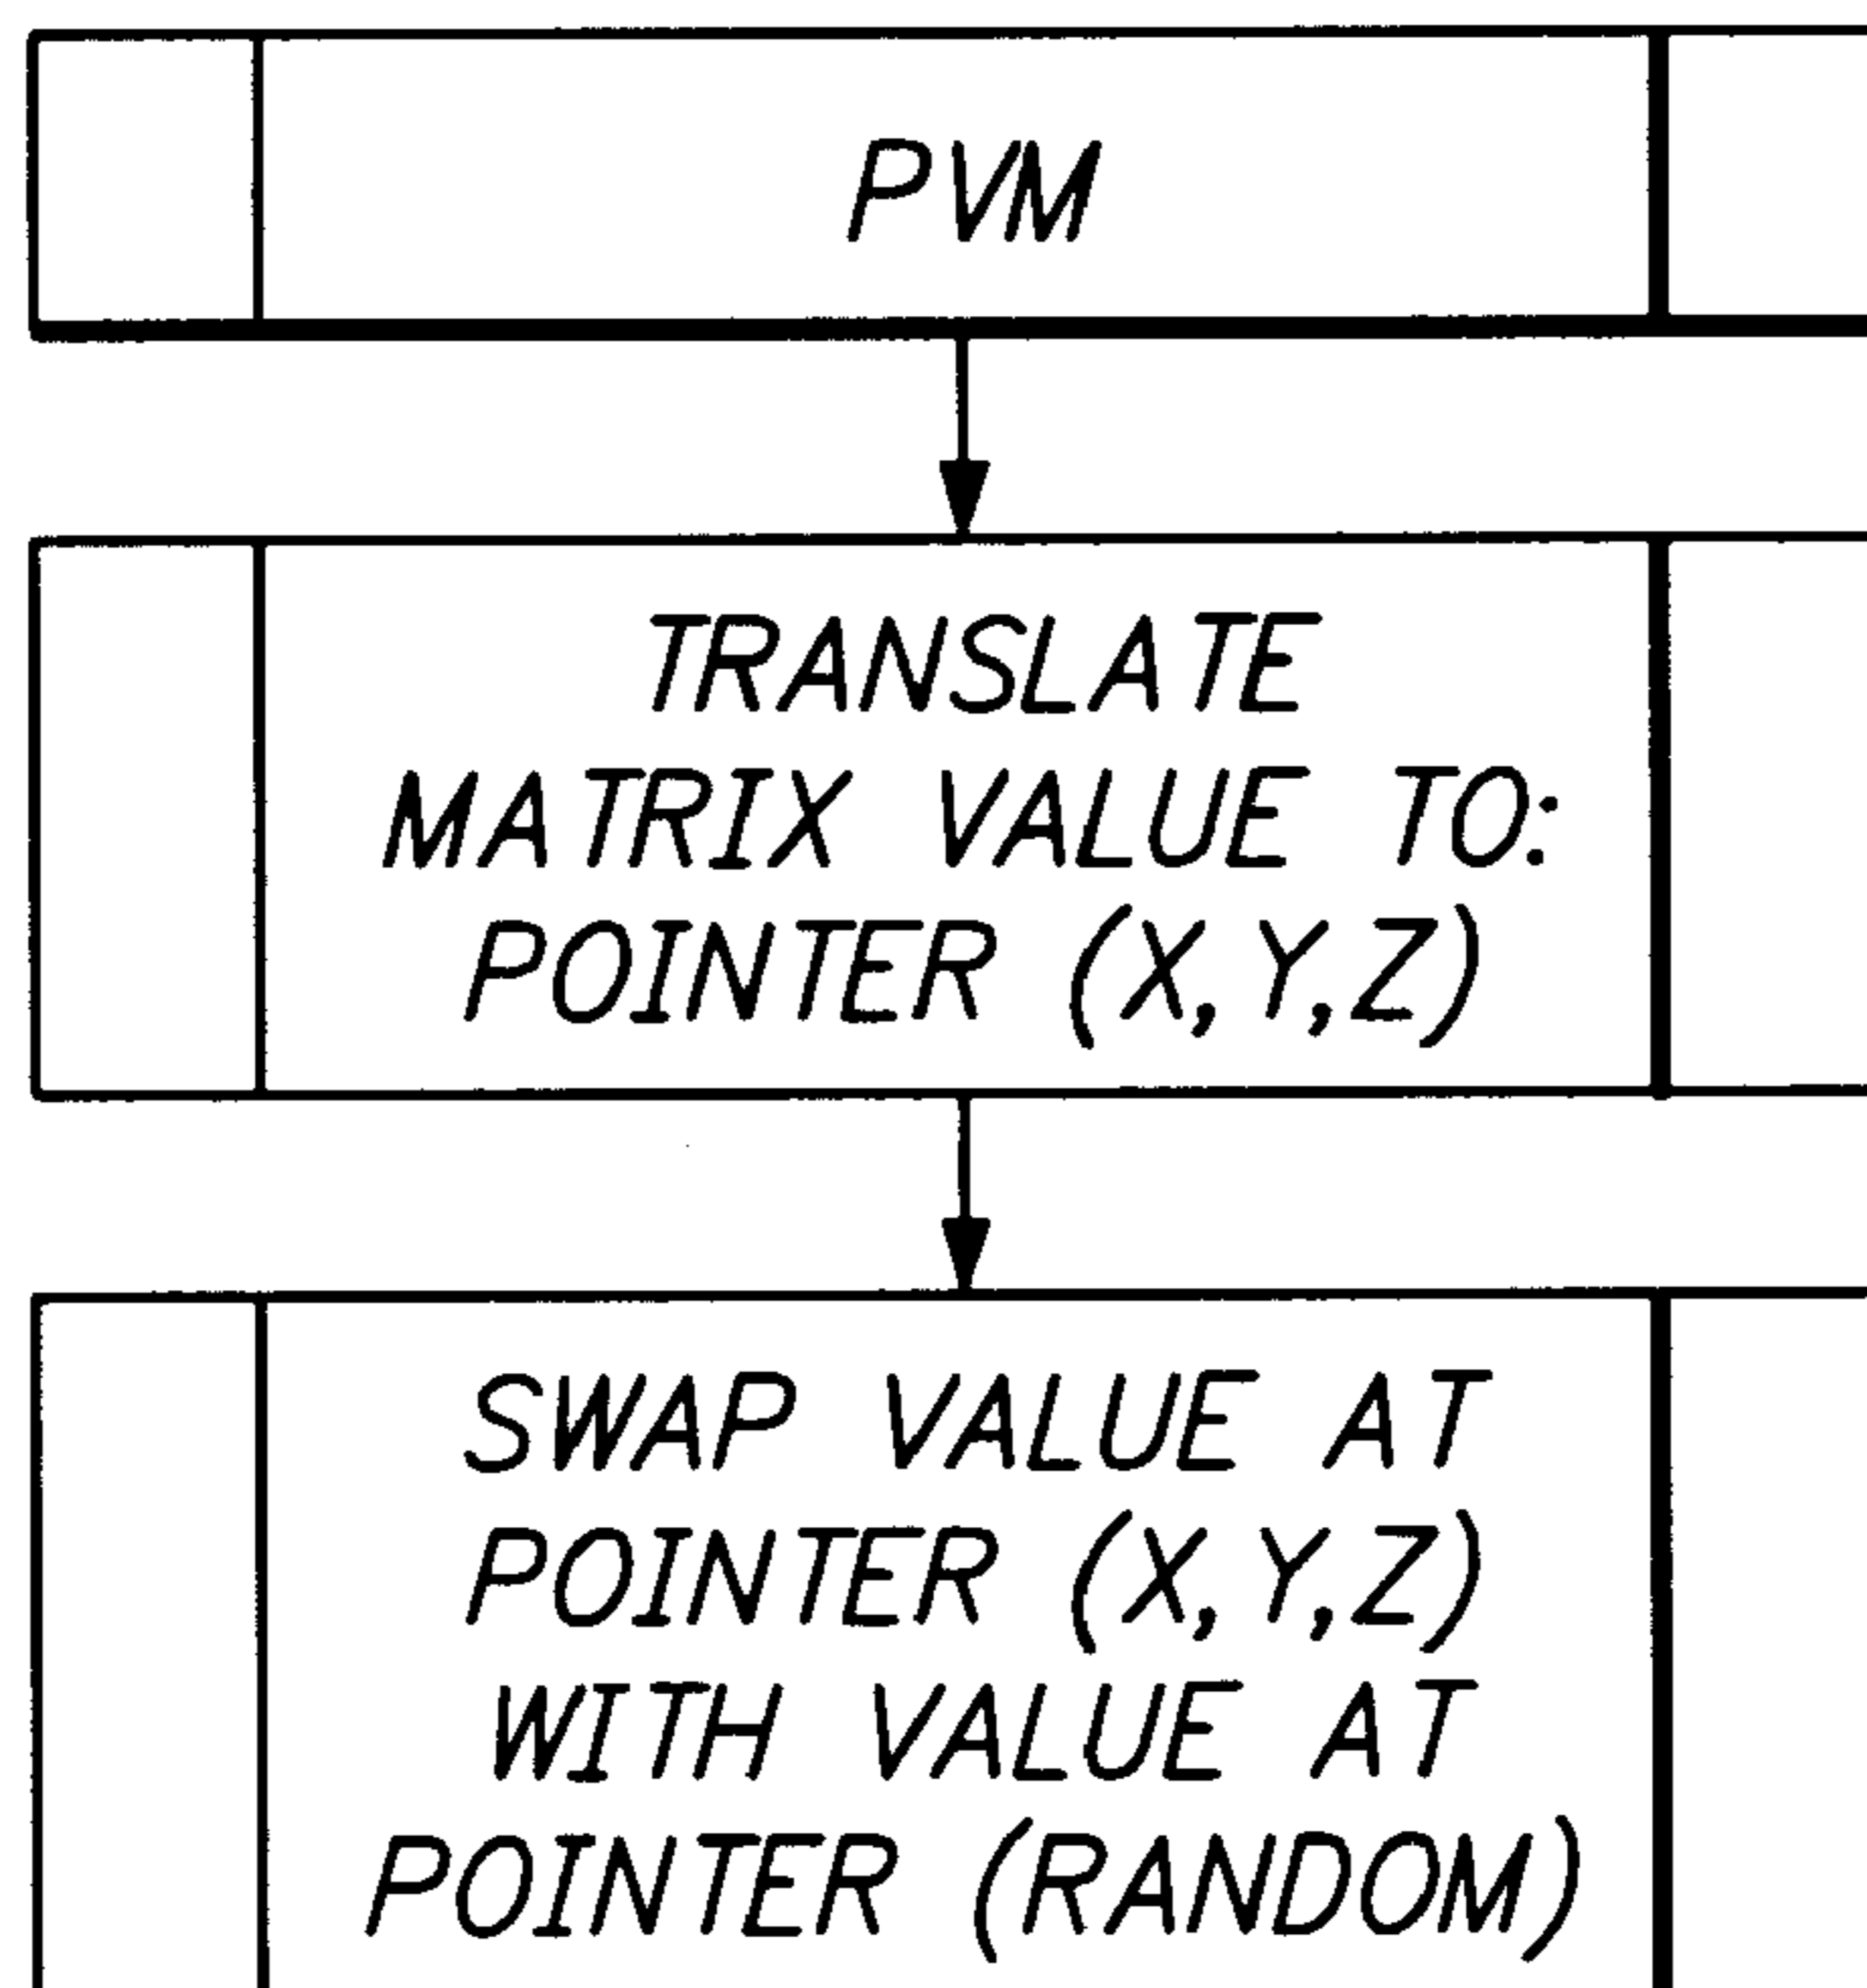 PVM
TRANSLATE
MATRIX VALUE TO:
POINTER (X,Y,Z)
SWAP VALUE AT
POINTER (X,Y,Z)
WITH VALUE AT
POINTER (RANDOM)